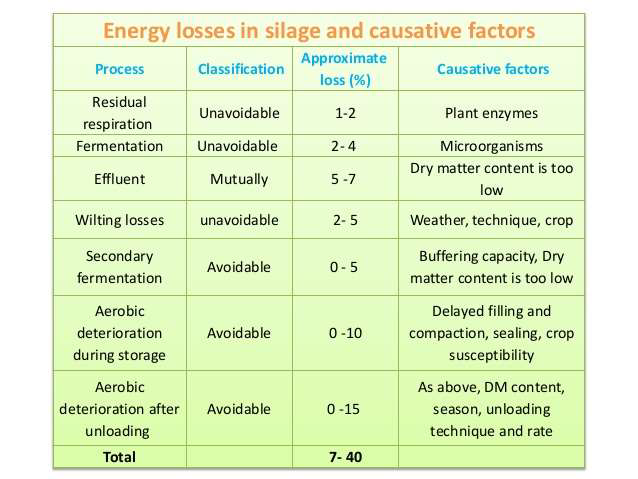 Energy losses in silage and causative factors
Process Classification Approximate loss (%) Causative factors
Residual respiration Unavoidable 1-2 Plant enzymes
Fermentation Unavoidable 2- 4 Microorganisms
Effluent Mutually 5 -7 Dry matter content is too low
Wilting losses unavoidable 2- 5 Weather, technique, crop
Secondary fermentation Avoidable 0 - 5 Buffering capacity, Dry matter content is too low
Aerobic deterioration during storage Avoidable 0 -10 Delayed filling and compaction, sealing, crop susceptibility
Aerobic deterioration after unloading Avoidable 0 -15 As above, DM content, season, unloading technique and rate
Total 7- 40